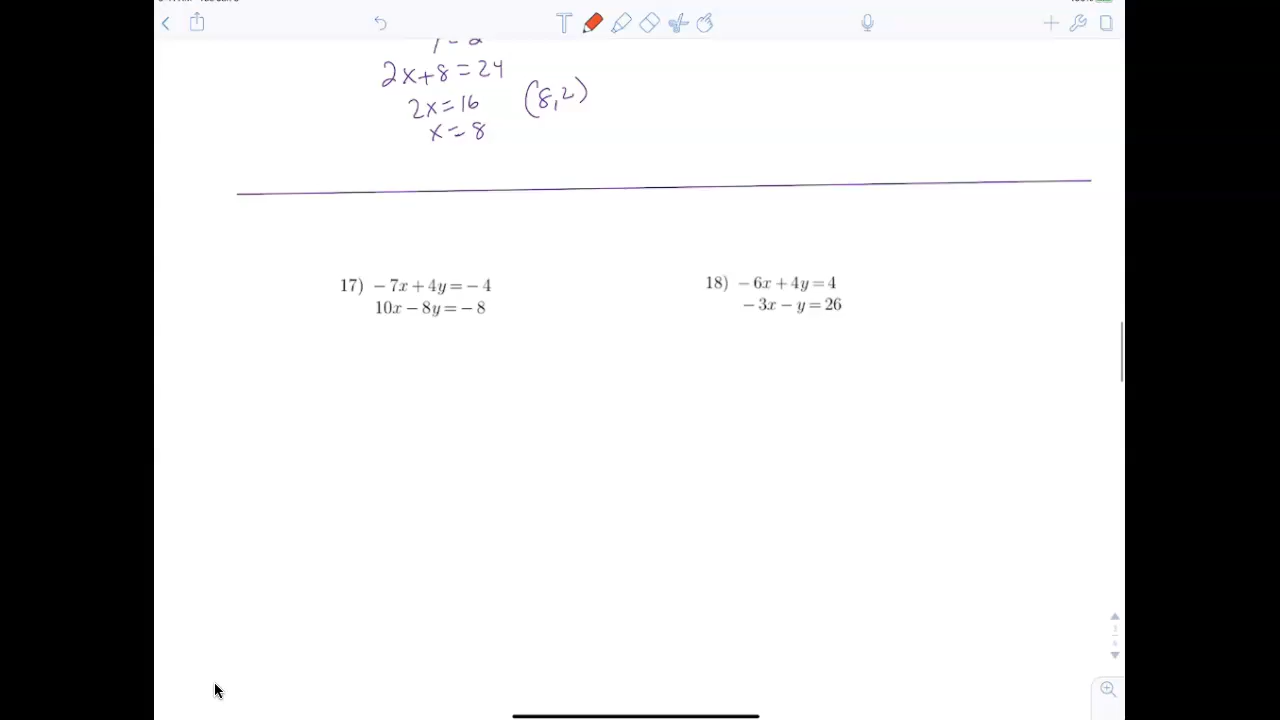 2x+8=24
2x=16 (8,2)
x=8
17) −7x+4y=−4 18) −6x+4y=4
10x−8y=−8 −3x−y=26